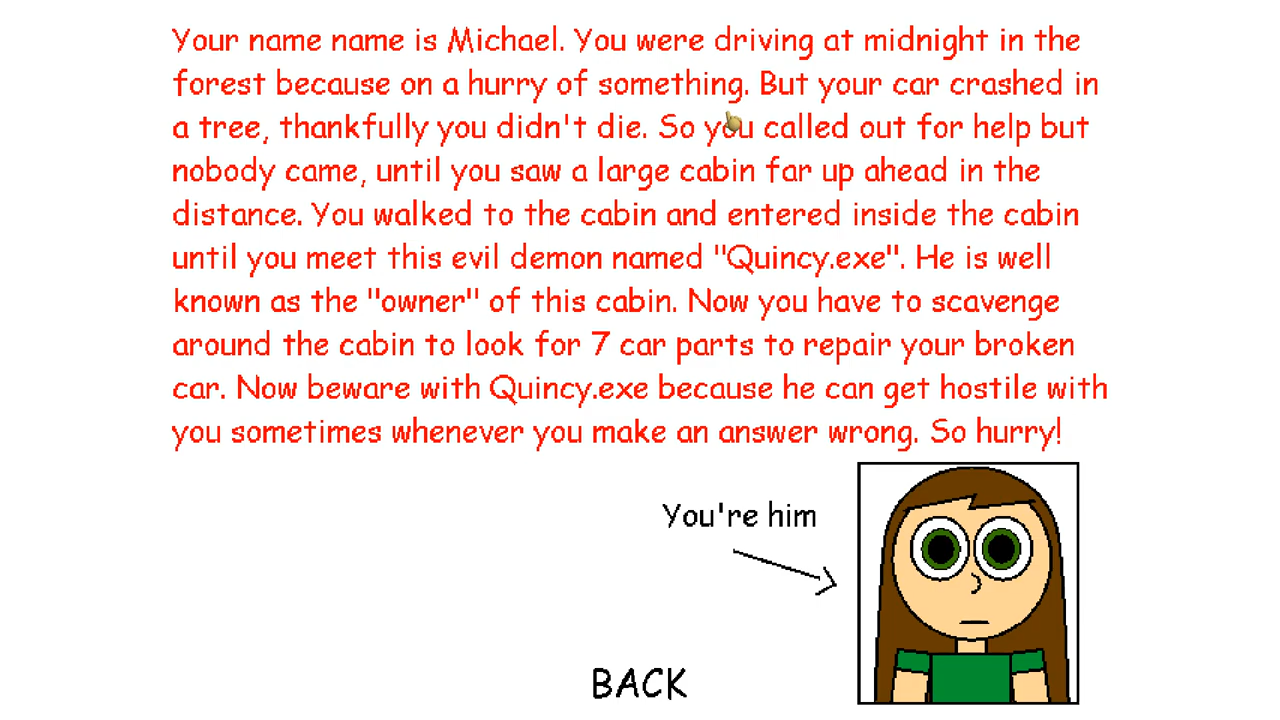 Your name name is Michael. You were driving at midnight in the
forest because on a hurry of something. But your car crashed in
a tree, thankfully you didn't die. So you called out for help but
nobody came, until you saw a large cabin far up ahead in the
distance. You walked to the cabin and entered inside the cabin
until you meet this evil demon named "Quincy.exe". He is well
known as the "owner" of this cabin. Now you have to scavenge
around the cabin to look for 7 car parts to repair your broken
car. Now beware with Quincy.exe because he can get hostile with
you sometimes whenever you make an answer wrong. So hurry!
You're him
BACK